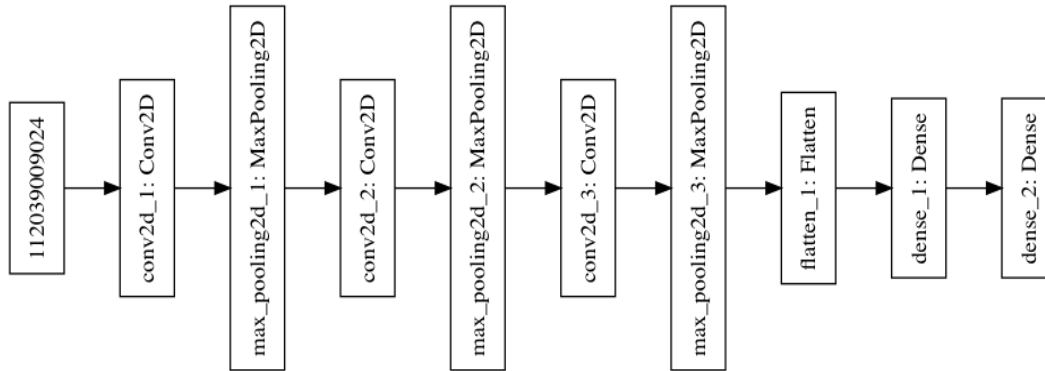 112039009024
conv2d_1: Conv2D
max_pooling2d_1: MaxPooling2D
conv2d_2: Conv2D
max_pooling2d_2: MaxPooling2D
conv2d_3: Conv2D
max_pooling2d_3: MaxPooling2D
flatten_1: Flatten
dense_1: Dense
dense_2: Dense